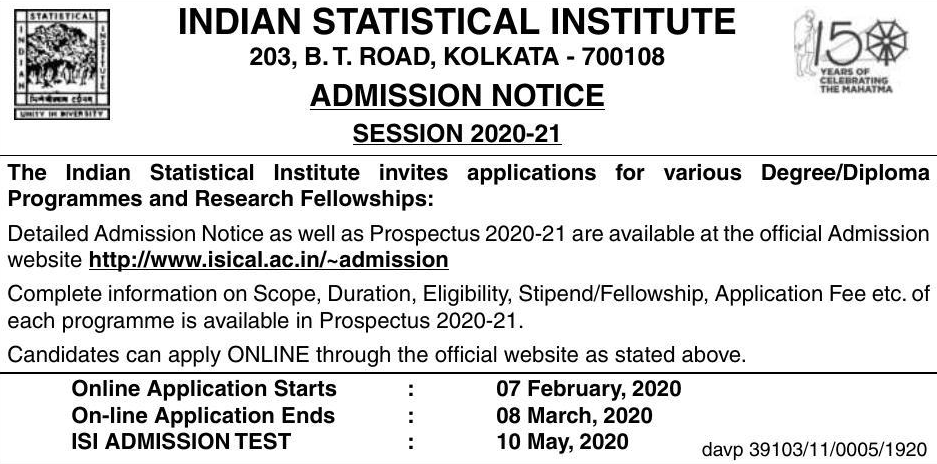 STATISTICAL
INDIAN
INSTITUTE
UNITY IN DIVERSITY
INDIAN STATISTICAL INSTITUTE
203, B. T. ROAD, KOLKATA - 700108
ADMISSION NOTICE
SESSION 2020-21
150
YEARS OF
CELEBRATING
THE MAHATMA
The Indian Statistical Institute invites applications for various Degree/Diploma
Programmes and Research Fellowships:
Detailed Admission Notice as well as Prospectus 2020-21 are available at the official Admission
website http://www.isical.ac.in/~admission
Complete information on Scope, Duration, Eligibility, Stipend/Fellowship, Application Fee etc. of
each programme is available in Prospectus 2020-21.
Candidates can apply ONLINE through the official website as stated above.
Online Application Starts : 07 February, 2020
On-line Application Ends : 08 March, 2020
ISI ADMISSION TEST : 10 May, 2020
davp 39103/11/0005/1920